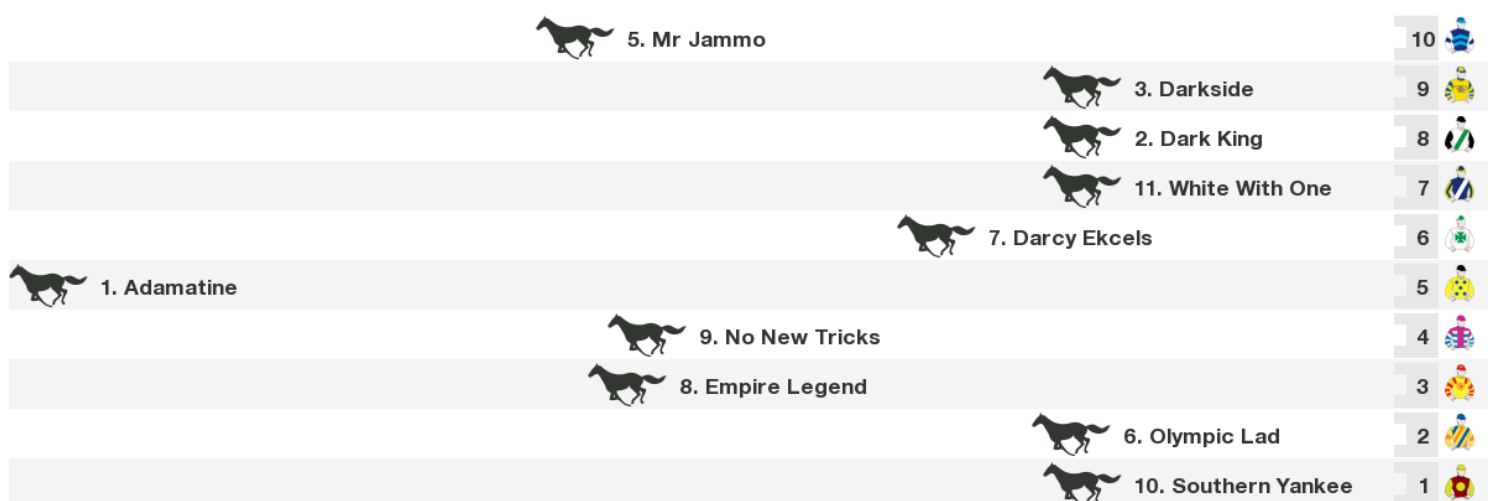 5. Mr Jammo 10
3. Darkside 9
2. Dark King 8
11. White With One 7
7. Darcy Ekcels 6
1. Adamatine 5
9. No New Tricks 4
8. Empire Legend 3
6. Olympic Lad 2
10. Southern Yankee 1